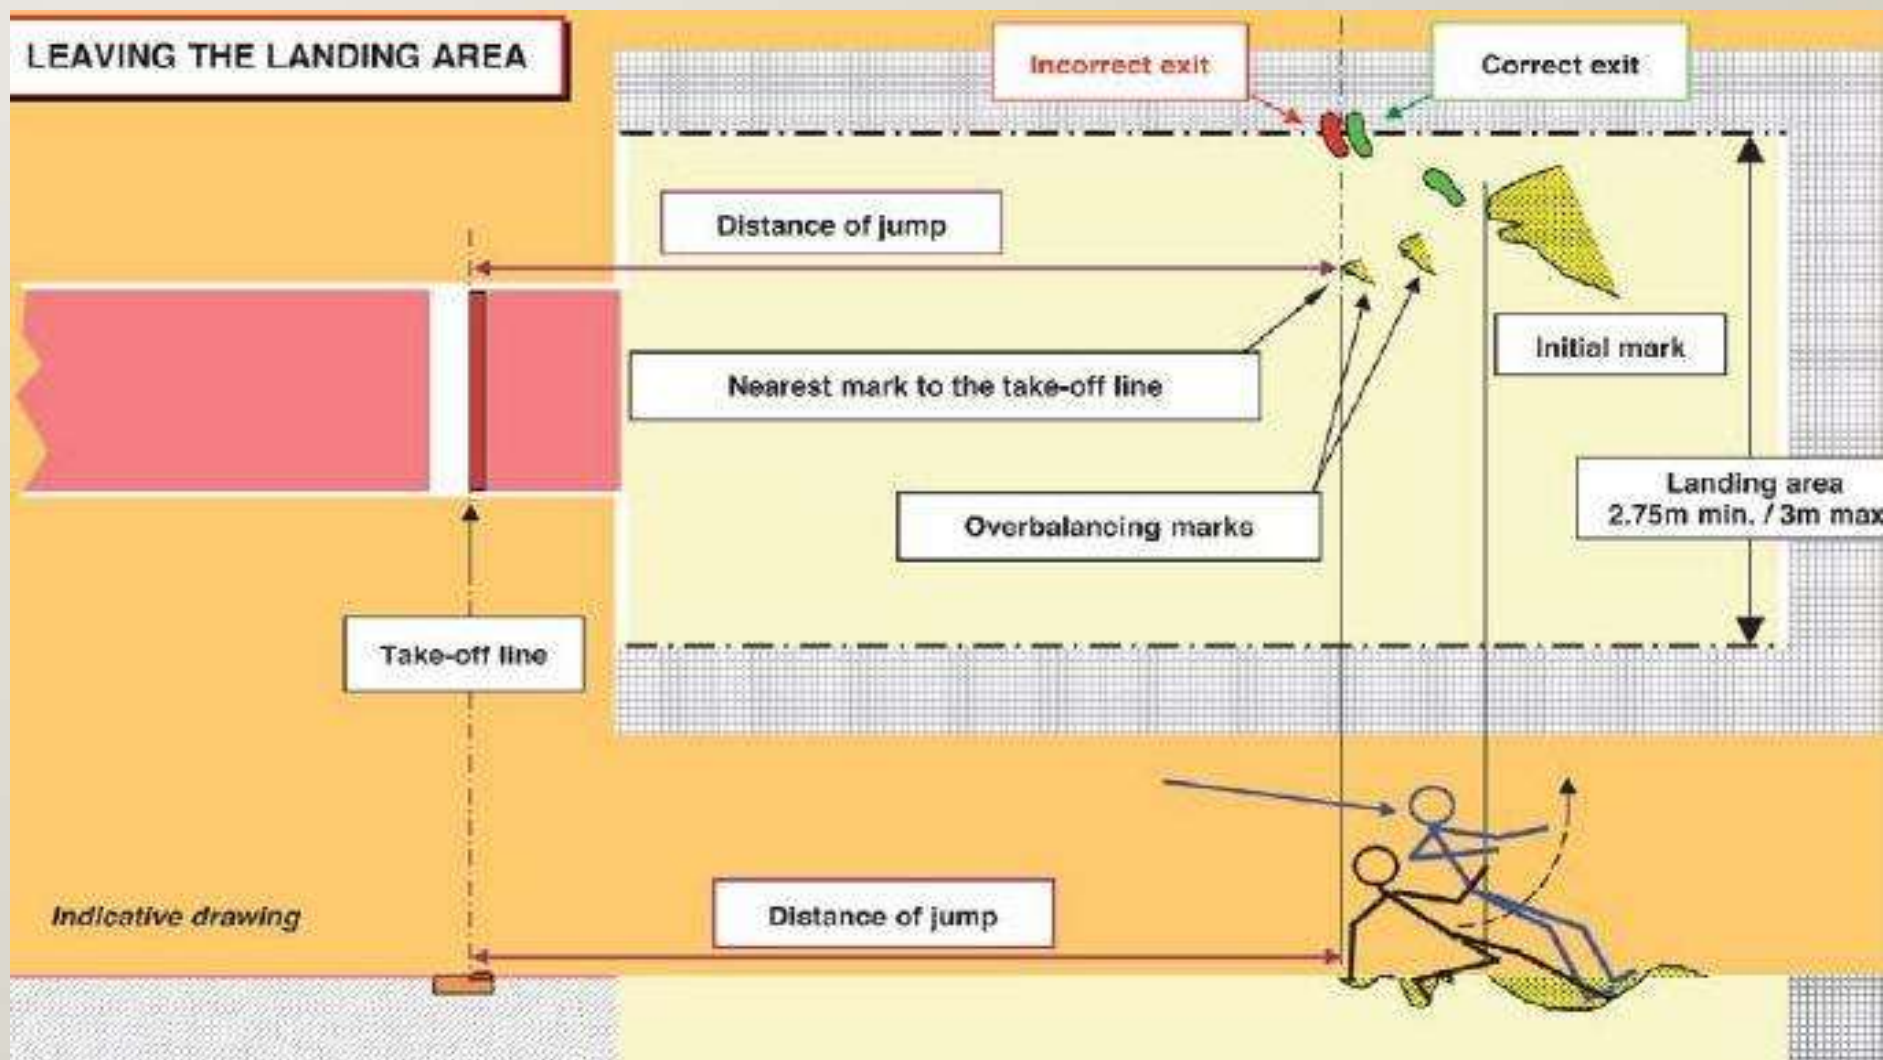 LEAVING THE LANDING AREA
Incorrect exit
Correct exit
Distance of jump
Initial mark
Nearest mark to the take-off line
Landing area
2.75m min. / 3m max
Overbalancing marks
Take-off line
Indicative drawing
Distance of jump